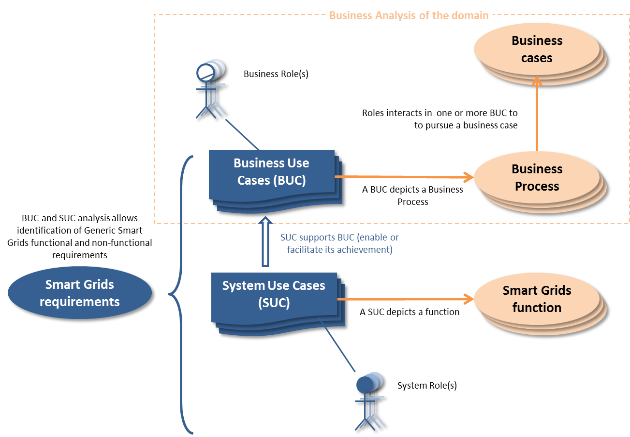 Business Analysis of the domain
Business
cases
Business Role(s)
Roles interacts in one or more BUC to
to pursue a business case
Business Use
Cases (BUC)
Business
Process
A BUC depicts a Business
Process
BUC and SUC analysis allows
identification of Generic Smart
Grids functional and non-functional
requirements
SUC supports BUC (enable or
facilitate its achievement)
Smart Grids
requirements
System Use Cases
(SUC)
Smart Grids
function
A SUC depicts a function
System Role(s)